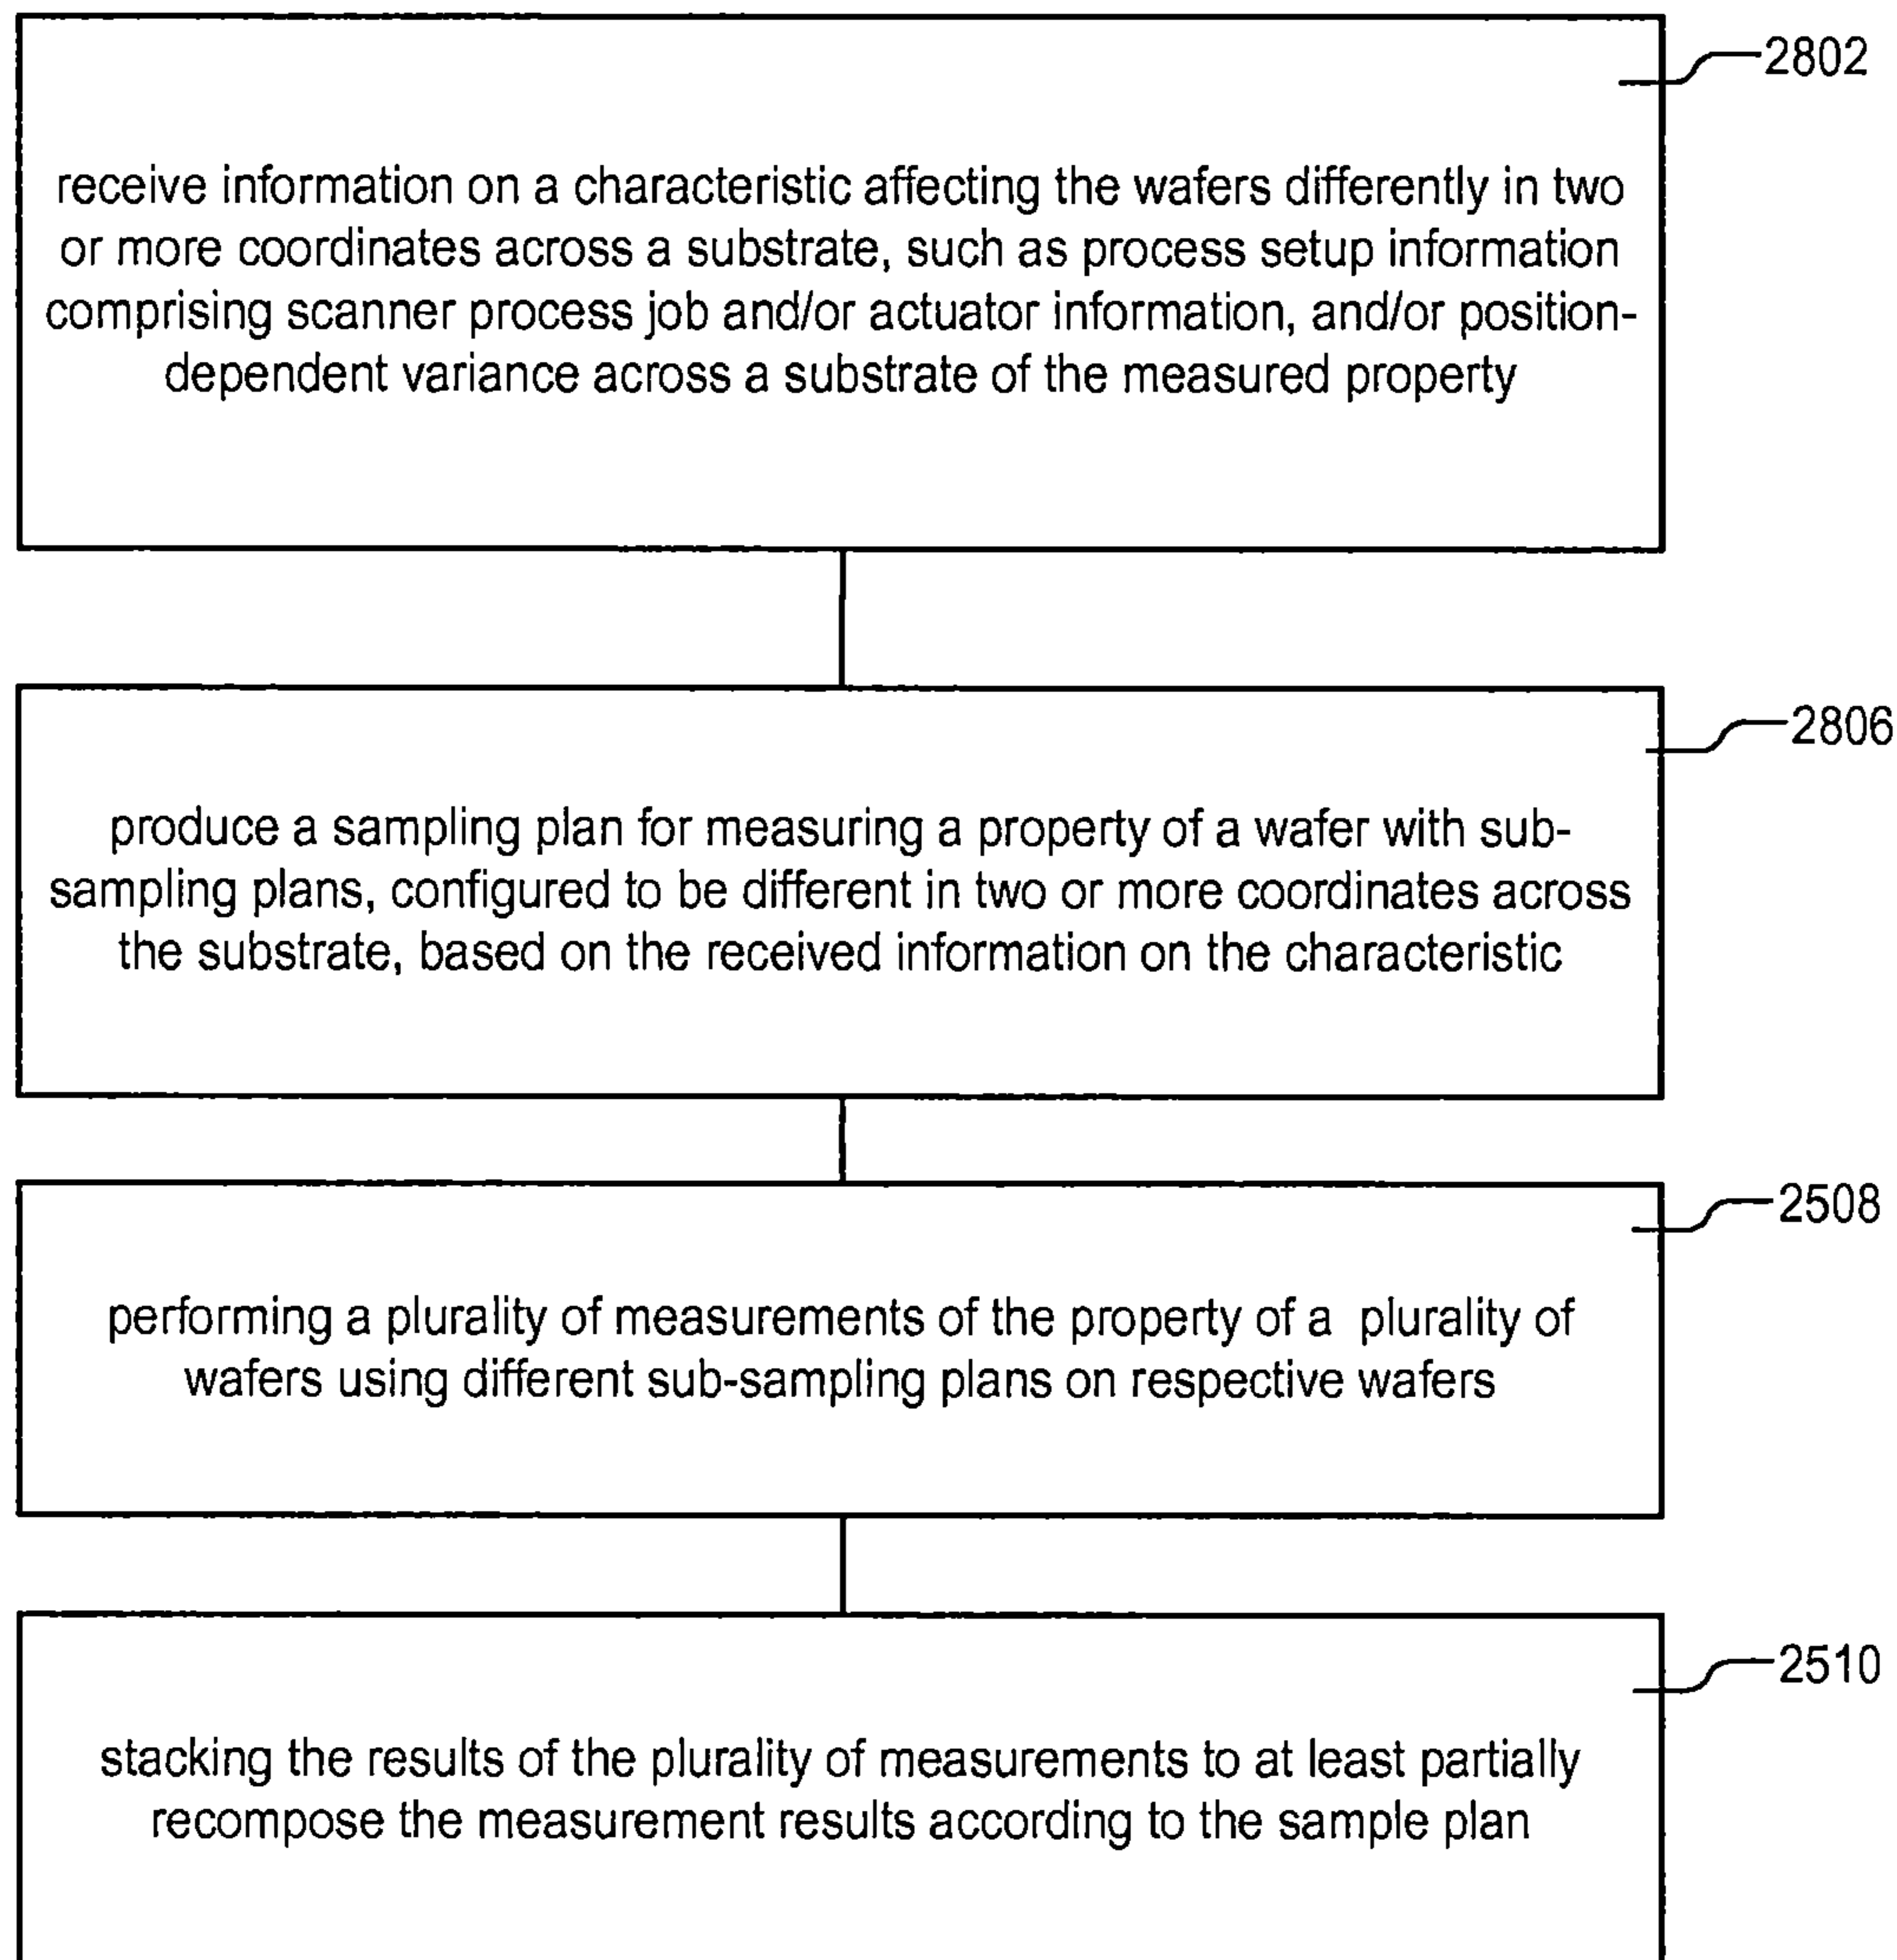 2802
receive information on a characteristic affecting the wafers differently in two
or more coordinates across a substrate, such as process setup information
comprising scanner process job and/or actuator information, and/or position-
dependent variance across a substrate of the measured property
2806
produce a sampling plan for measuring a property of a wafer with sub-
sampling plans, configured to be different in two or more coordinates across
the substrate, based on the received information on the characteristic
2508
performing a plurality of measurements of the property of a plurality of
wafers using different sub-sampling plans on respective wafers
2510
stacking the results of the plurality of measurements to at least partially
recompose the measurement results according to the sample plan